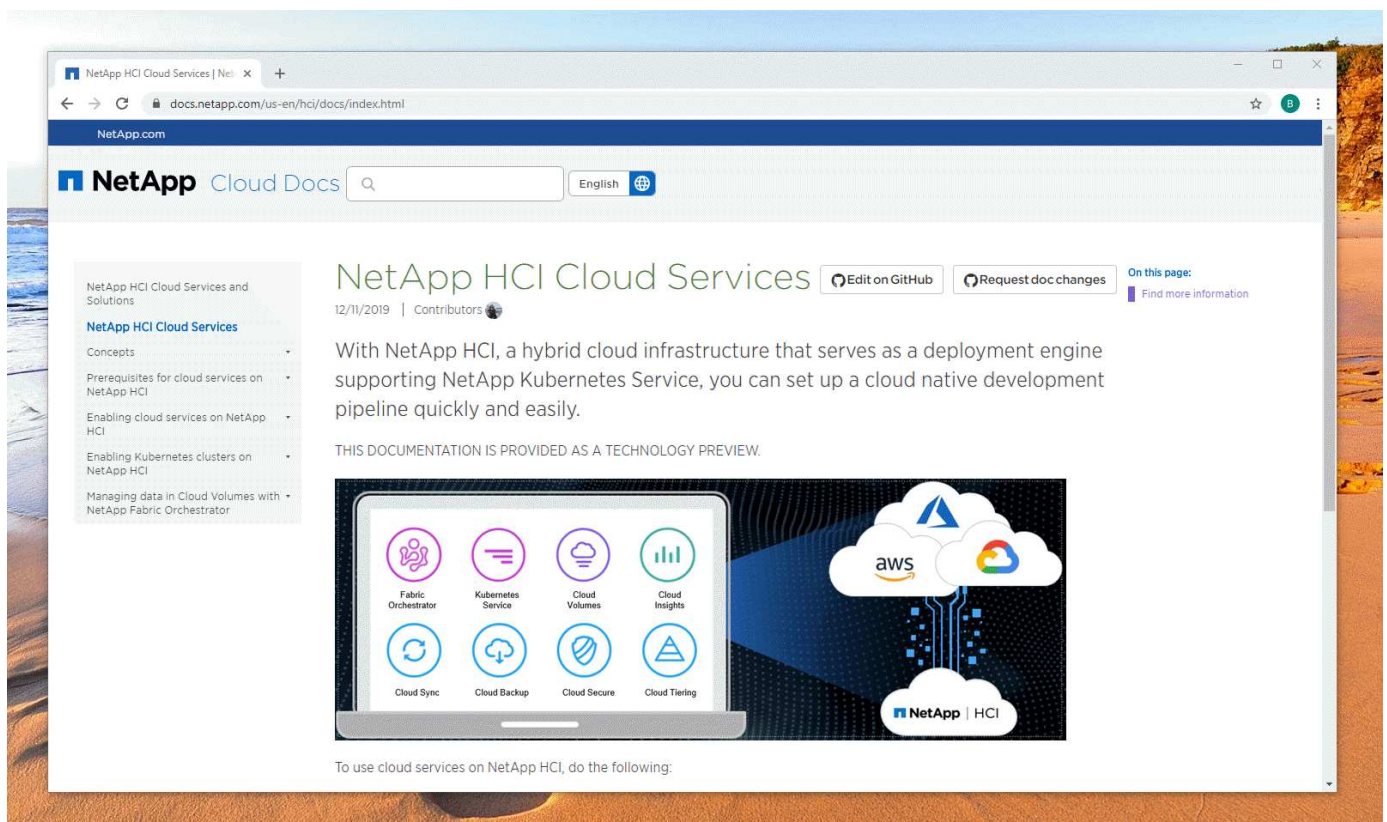 NetApp HCI Cloud Services | Net
docs.netapp.com/us-en/hci/docs/index.html
B
NetApp.com
NetApp Cloud Docs
English
NetApp HCI Cloud Services and
Solutions
NetApp HCI Cloud Services
Concepts
Prerequisites for cloud services on
NetApp HCI
Enabling cloud services on NetApp
HCI
Enabling Kubernetes clusters on
NetApp HCI
Managing data in Cloud Volumes with
NetApp Fabric Orchestrator
NetApp HCI Cloud Services
Edit on GitHub
Request doc changes
12/11/2019 | Contributors
With NetApp HCI, a hybrid cloud infrastructure that serves as a deployment engine
supporting NetApp Kubernetes Service, you can set up a cloud native development
pipeline quickly and easily.
THIS DOCUMENTATION IS PROVIDED AS A TECHNOLOGY PREVIEW.
Fabric
Orchestrator
Kubernetes
Service
Cloud
Volumes
Cloud
Insights
Cloud Sync
Cloud Backup
Cloud Secure
Cloud Tiering
aws
NetApp | HCI
To use cloud services on NetApp HCI, do the following:
On this page:
Find more information